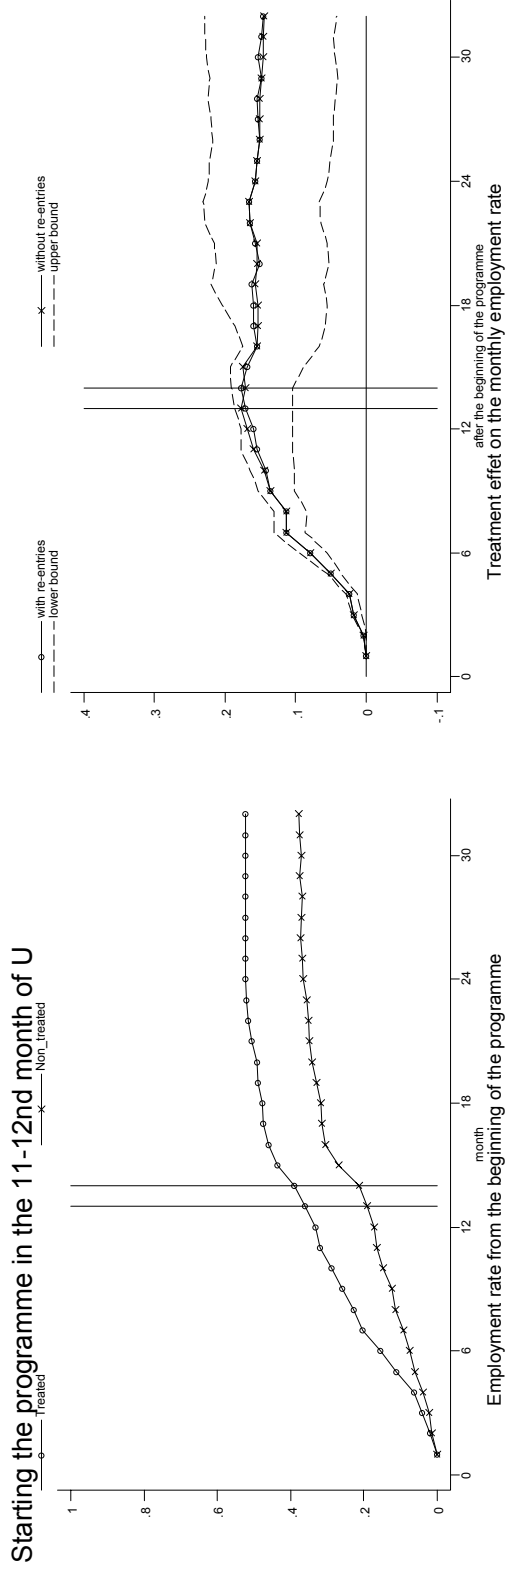 Starting the programme in the 11-12nd month of U
Treated
Non_treated
1
.8
.6
.4
.2
0
0
6
12
18
24
30
month
Employment rate from the beginning of the programme
with re-entries
without re-entries
lower bound
upper bound
.4
.3
.2
.1
0
-.1
0
6
12
18
24
30
after the beginning of the programme
Treatment effet on the monthly employment rate